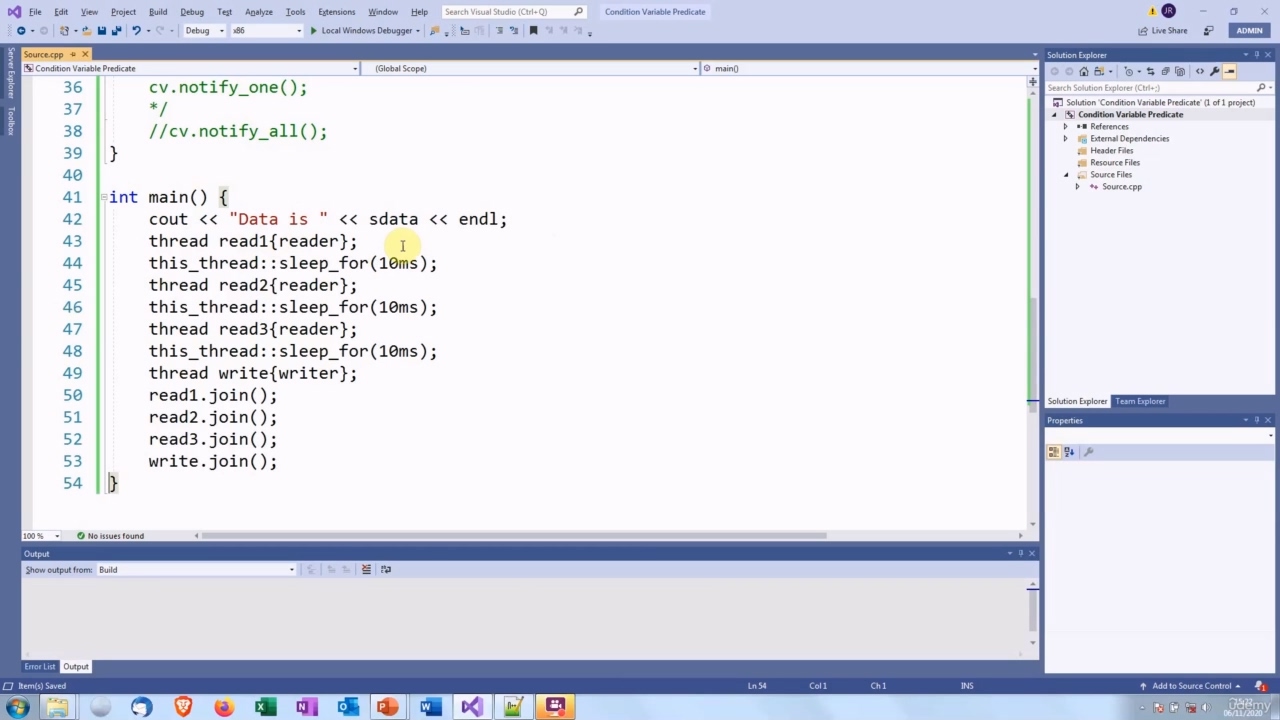 File Edit View Project Build Debug Test Analyze Tools Extensions Window Help Search Visual Studio (Ctrl+Q) Condition Variable Predicate JR
Debug x86 Local Windows Debugger Live Share ADMIN
Server Explorer
Toolbox
Source.cpp
Condition Variable Predicate (Global Scope) main()
36 cv.notify_one();
37 */
38 //cv.notify_all();
39 }
40
41 int main() {
42 cout << "Data is " << sdata << endl;
43 thread read1{reader};
44 this_thread::sleep_for(10ms);
45 thread read2{reader};
46 this_thread::sleep_for(10ms);
47 thread read3{reader};
48 this_thread::sleep_for(10ms);
49 thread write{writer};
50 read1.join();
51 read2.join();
52 read3.join();
53 write.join();
54 }
100 % No issues found
Output
Show output from: Build
Error List Output
Solution Explorer
Search Solution Explorer (Ctrl+;)
Solution 'Condition Variable Predicate' (1 of 1 project)
Condition Variable Predicate
References
External Dependencies
Header Files
Resource Files
Source Files
Source.cpp
Solution Explorer Team Explorer
Properties
Item(s) Saved Ln 54 Col 1 Ch 1 INS Add to Source Control 1
06/11/2020
udemy